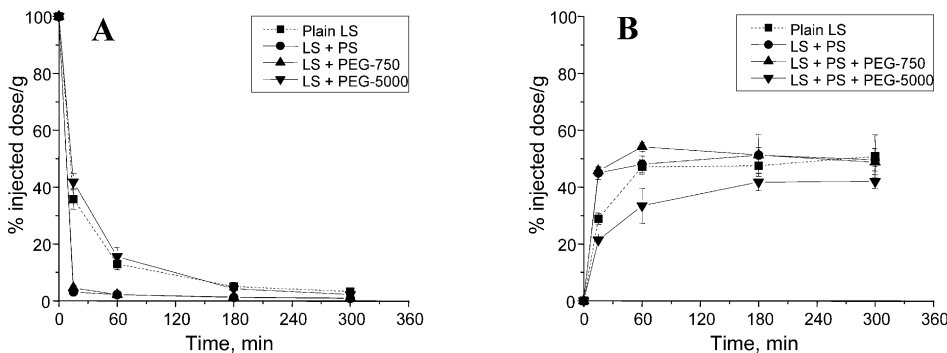 A
Plain LS
LS + PS
LS + PEG-750
LS + PEG-5000
% injected dose/g
100
80
60
40
20
0
0 60 120 180 240 300 360
Time, min
B
Plain LS
LS + PS
LS + PS + PEG-750
LS + PS + PEG-5000
% injected dose/g
100
80
60
40
20
0
0 60 120 180 240 300 360
Time, min